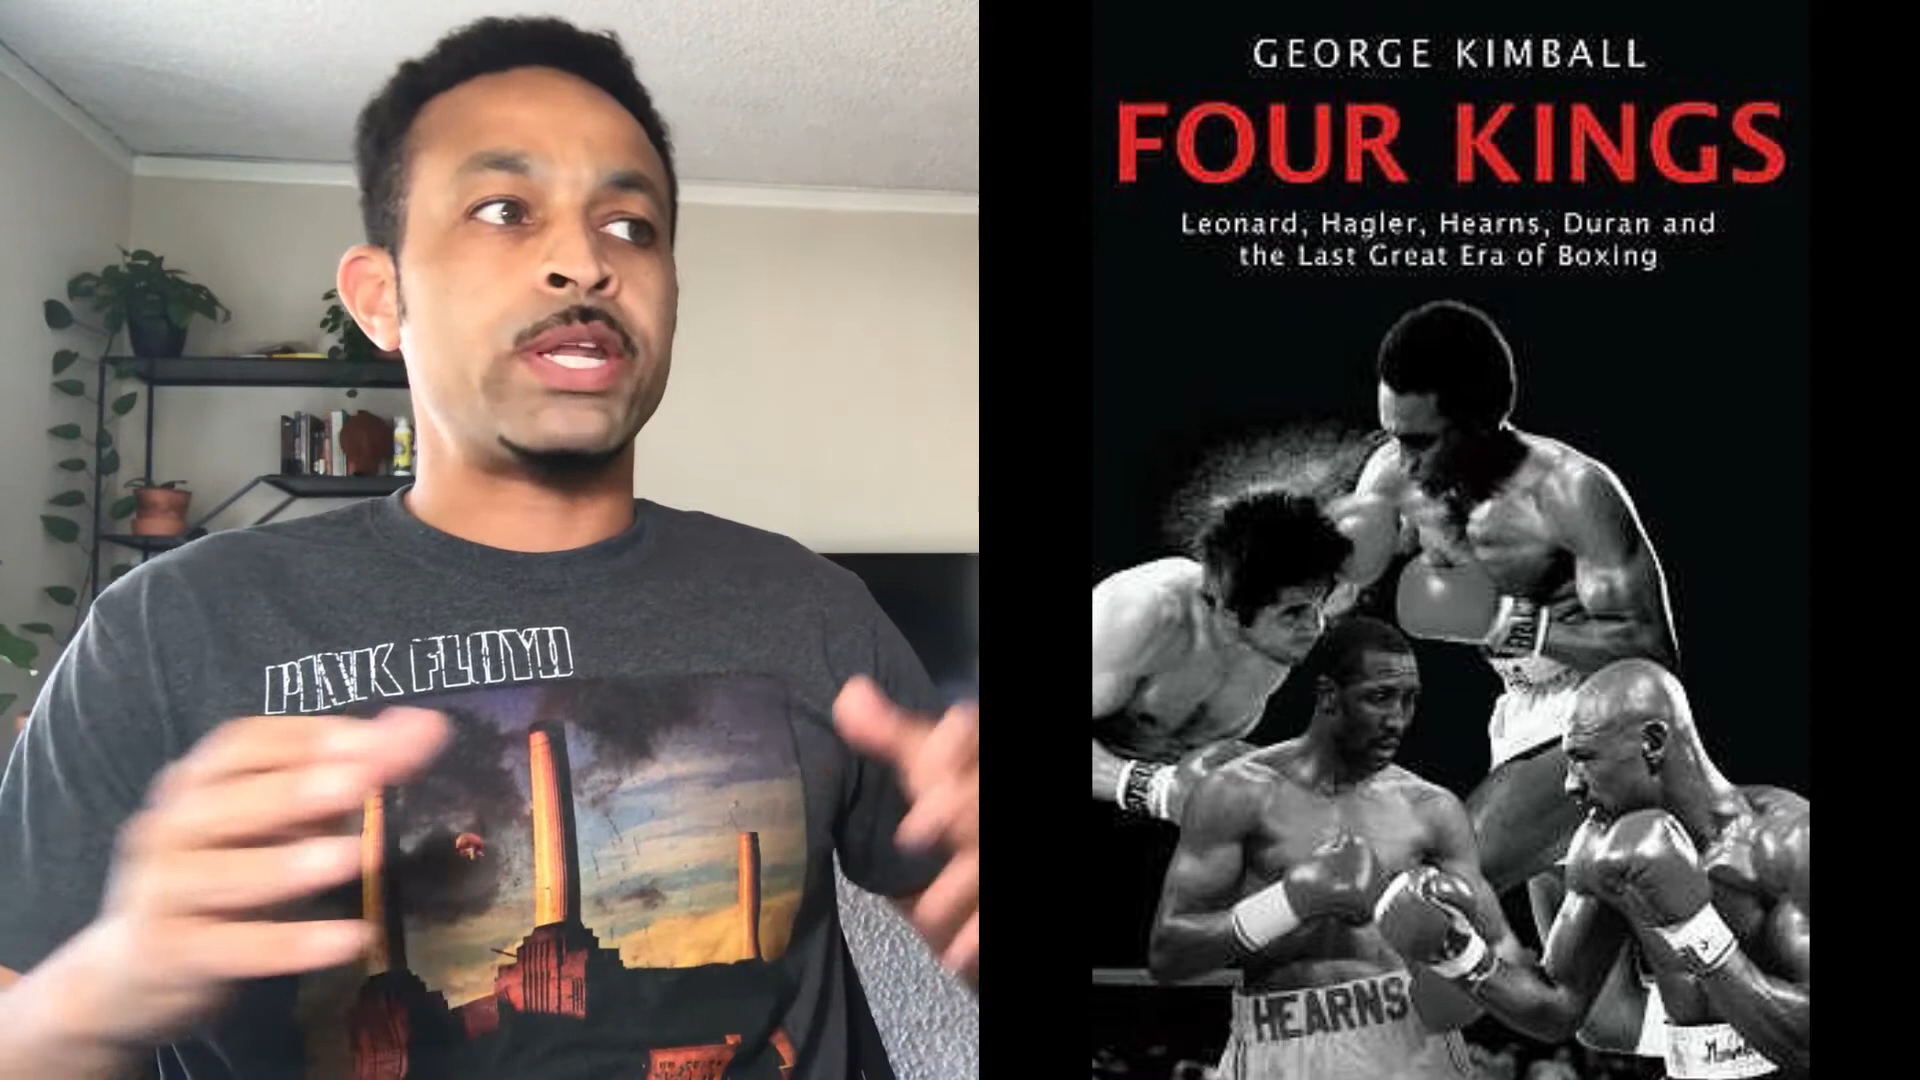 PINK FLOYD
GEORGE KIMBALL
FOUR KINGS
Leonard, Hagler, Hearns, Duran and
the Last Great Era of Boxing
HEARNS